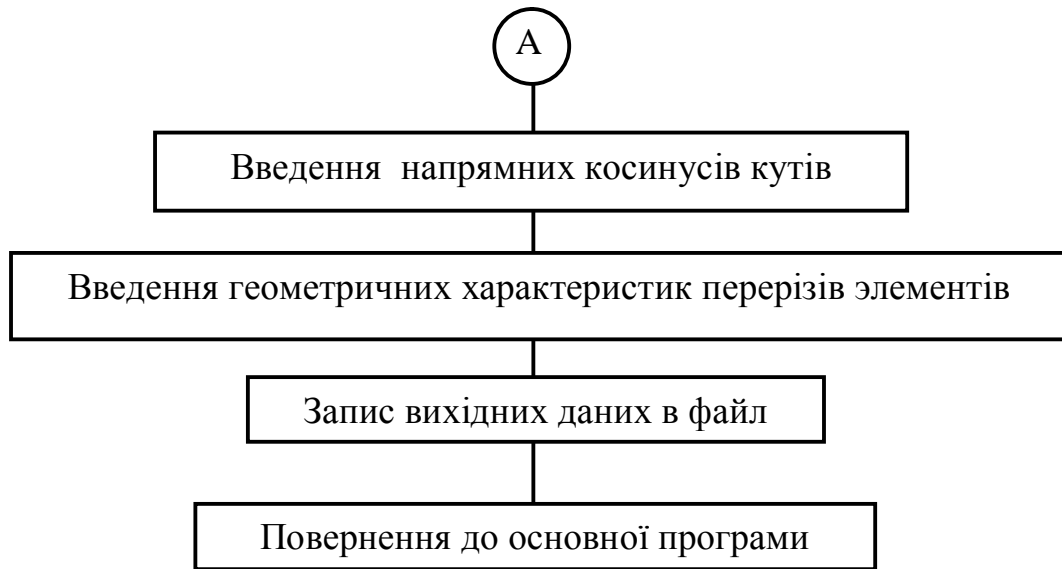 А
Введення напрямних косинусів кутів
Введення геометричних характеристик перерізів элементів
Запис вихідних даних в файл
Повернення до основної програми